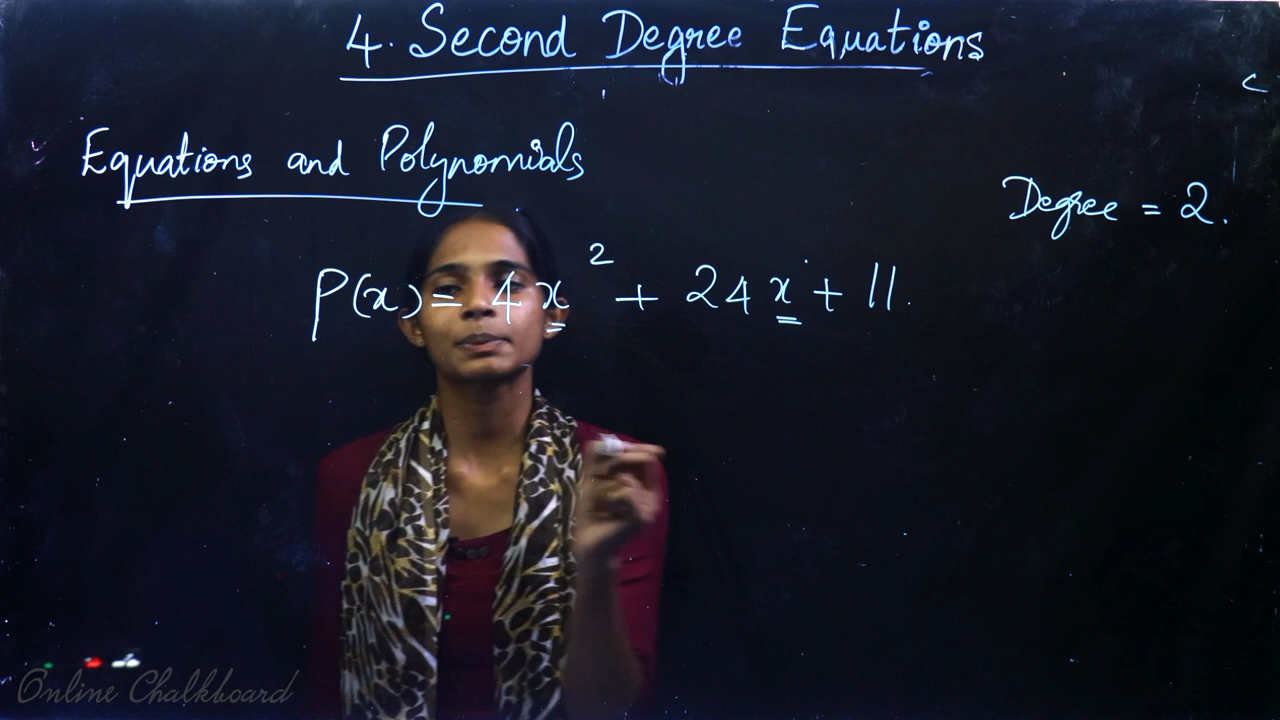 4. Second Degree Equations
Equations and Polynomials
Degree = 2.
P(x) = 4x² + 24x + 11.
Online Chalkboard